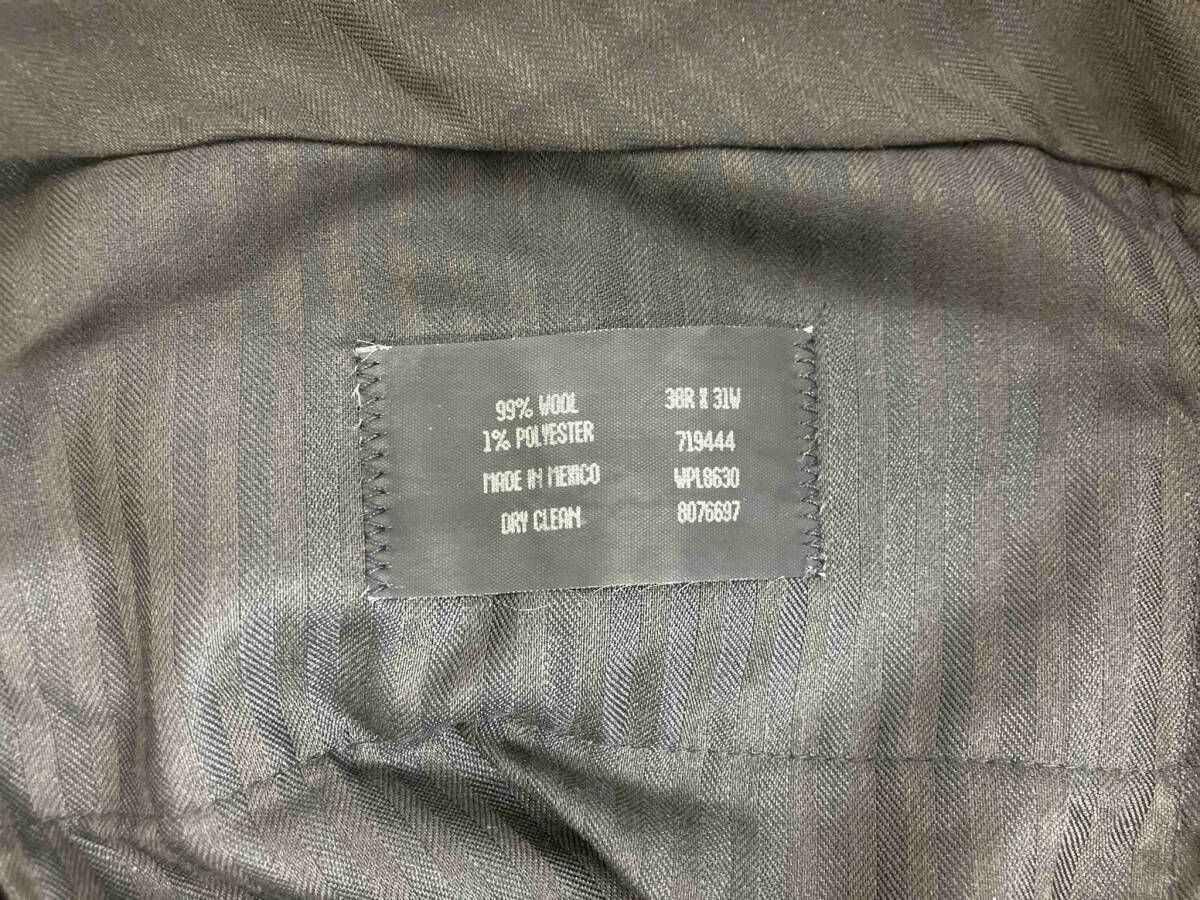 99% WOOL
1% POLYESTER
MADE IN MEXICO
DRY CLEAN
38R X 31W
719444
WPL8630
8076697